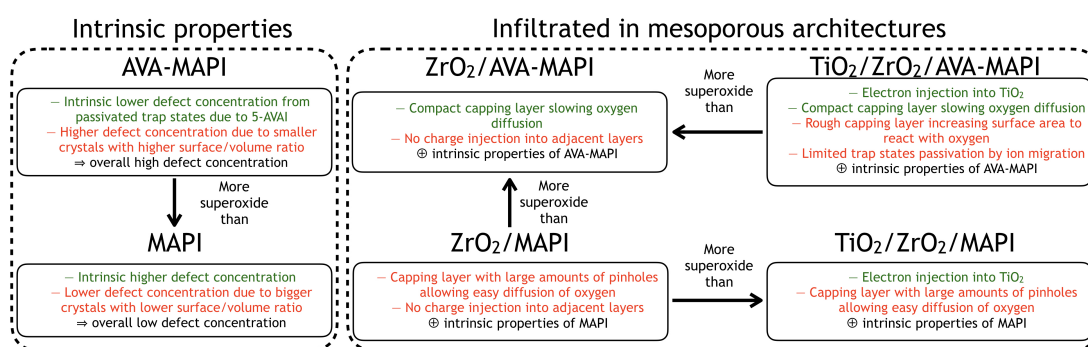 Intrinsic properties
Infiltrated in mesoporous architectures
AVA-MAPI
— Intrinsic lower defect concentration from
passivated trap states due to 5-AVAI
— Higher defect concentration due to smaller
crystals with higher surface/volume ratio
⇒ overall high defect concentration
More
superoxide
than
MAPI
— Intrinsic higher defect concentration
— Lower defect concentration due to bigger
crystals with lower surface/volume ratio
⇒ overall low defect concentration
ZrO₂/AVA-MAPI
— Compact capping layer slowing oxygen
diffusion
— No charge injection into adjacent layers
⊕ intrinsic properties of AVA-MAPI
More
superoxide
than
TiO₂/ZrO₂/AVA-MAPI
— Electron injection into TiO₂
— Compact capping layer slowing oxygen diffusion
— Rough capping layer increasing surface area to
react with oxygen
— Limited trap states passivation by ion migration
⊕ intrinsic properties of AVA-MAPI
More
superoxide
than
ZrO₂/MAPI
— Capping layer with large amounts of pinholes
allowing easy diffusion of oxygen
— No charge injection into adjacent layers
⊕ intrinsic properties of MAPI
More
superoxide
than
TiO₂/ZrO₂/MAPI
— Electron injection into TiO₂
— Capping layer with large amounts of pinholes
allowing easy diffusion of oxygen
⊕ intrinsic properties of MAPI